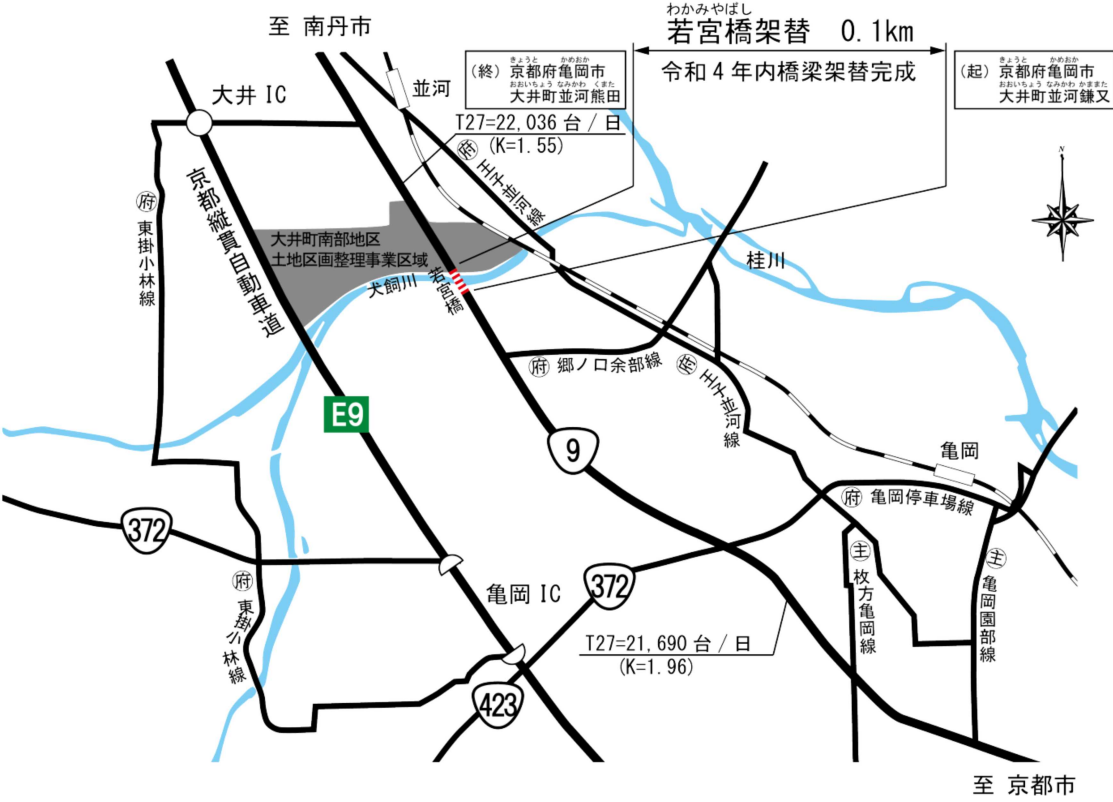 至 南丹市
わかみやばし
若宮橋架替 0.1km
令和4年内橋梁架替完成
きょうと かめおか
(終) 京都府亀岡市
おおいちょう なみかわ くまた
大井町並河熊田
きょうと かめおか
(起) 京都府亀岡市
おおいちょう なみかわ かままた
大井町並河鎌又
並河
大井 IC
T27=22,036 台 / 日
(K=1.55)
府 王子並河線
N
府 東掛小林線
京都縦貫自動車道
大井町南部地区
土地区画整理事業区域
犬飼川
若宮橋
桂川
府 郷ノ口余部線
府 王子並河線
E9
9
亀岡
府 亀岡停車場線
372
372
主 枚方亀岡線
主 亀岡園部線
亀岡 IC
府 東掛小林線
T27=21,690 台 / 日
(K=1.96)
423
至 京都市